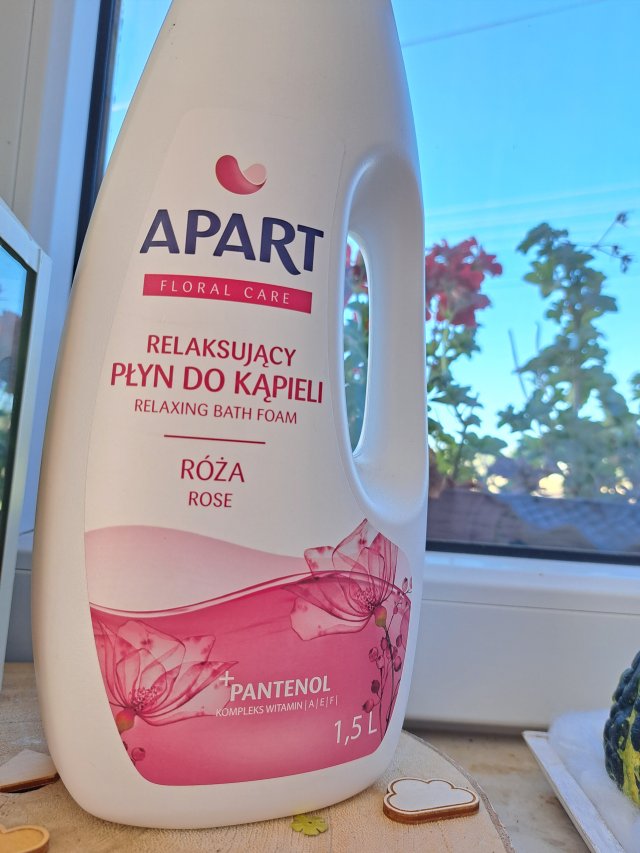 APART
FLORAL CARE
RELAKSUJĄCY
PŁYN DO KĄPIELI
RELAXING BATH FOAM
RÓŻA
ROSE
+PANTENOL
KOMPLEKS WITAMIN |A|E|F|
1,5 L